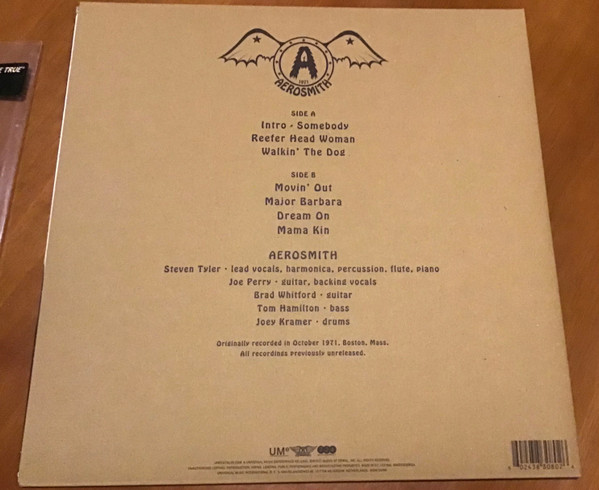 E TRUE"
A
1971
AEROSMITH
SIDE A
Intro - Somebody
Reefer Head Woman
Walkin' The Dog
SIDE B
Movin' Out
Major Barbara
Dream On
Mama Kin
AEROSMITH
Steven Tyler · lead vocals, harmonica, percussion, flute, piano
Joe Perry · guitar, backing vocals
Brad Whitford · guitar
Tom Hamilton · bass
Joey Kramer · drums
Originally recorded in October 1971, Boston, Mass.
All recordings previously unreleased.
UMe